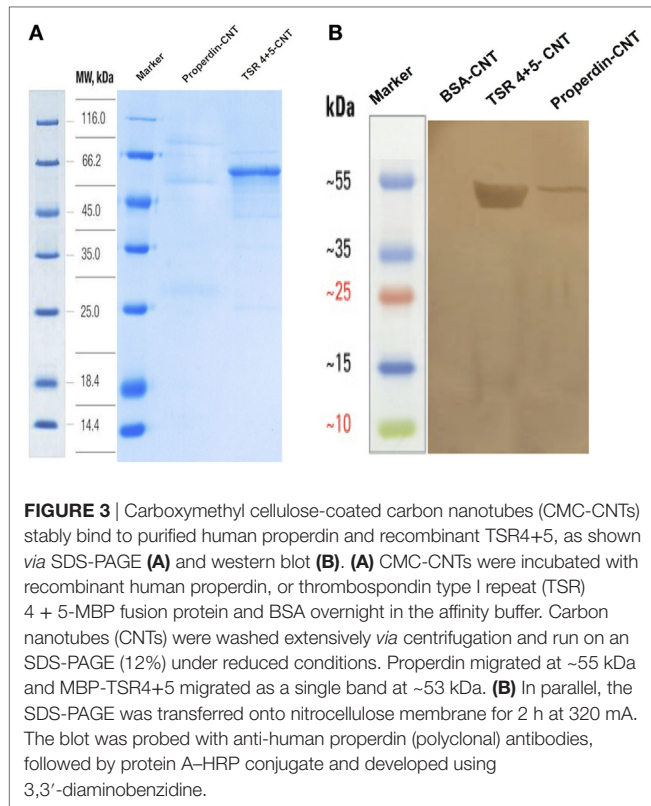 A
MW, kDa
Marker
Properdin-CNT
TSR 4+5-CNT
116.0
66.2
45.0
35.0
25.0
18.4
14.4
B
kDa
Marker
BSA-CNT
TSR 4+5- CNT
Properdin-CNT
~55
~35
~25
~15
~10
FIGURE 3 | Carboxymethyl cellulose-coated carbon nanotubes (CMC-CNTs)
stably bind to purified human properdin and recombinant TSR4+5, as shown
via SDS-PAGE (A) and western blot (B). (A) CMC-CNTs were incubated with
recombinant human properdin, or thrombospondin type I repeat (TSR)
4 + 5-MBP fusion protein and BSA overnight in the affinity buffer. Carbon
nanotubes (CNTs) were washed extensively via centrifugation and run on an
SDS-PAGE (12%) under reduced conditions. Properdin migrated at ~55 kDa
and MBP-TSR4+5 migrated as a single band at ~53 kDa. (B) In parallel, the
SDS-PAGE was transferred onto nitrocellulose membrane for 2 h at 320 mA.
The blot was probed with anti-human properdin (polyclonal) antibodies,
followed by protein A–HRP conjugate and developed using
3,3′-diaminobenzidine.